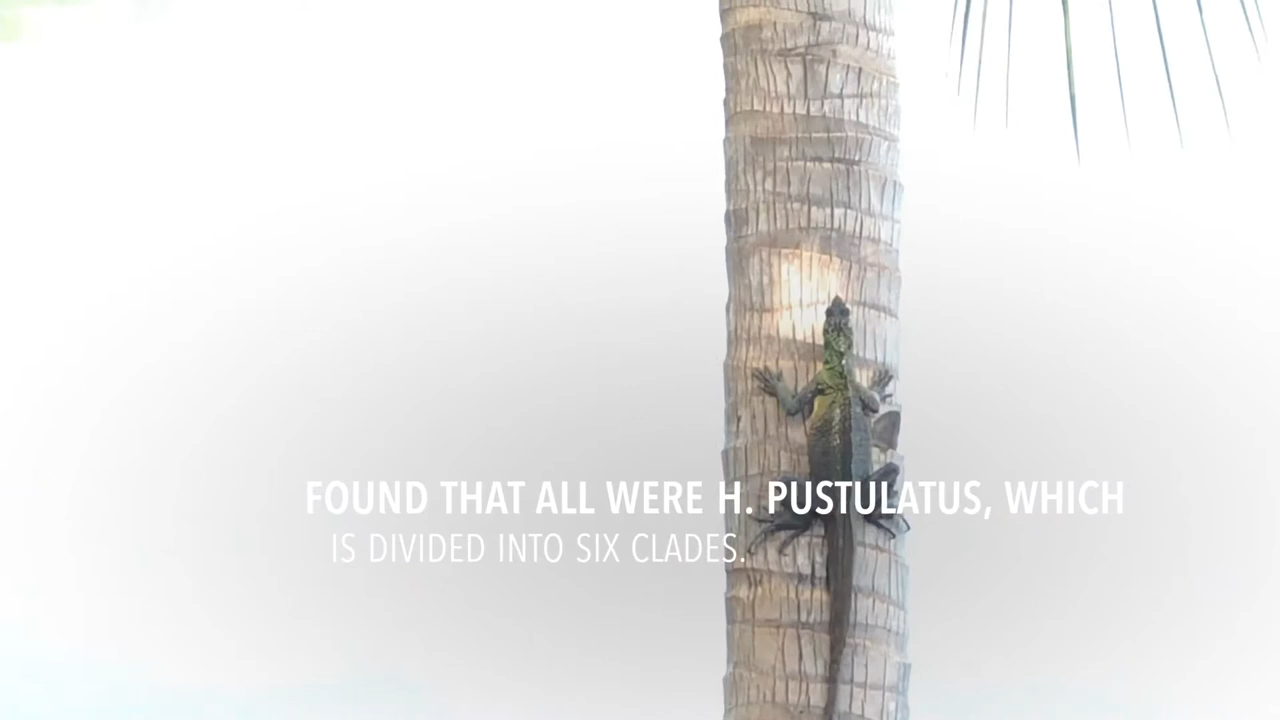 FOUND THAT ALL WERE H. PUSTULATUS, WHICH
IS DIVIDED INTO SIX CLADES.